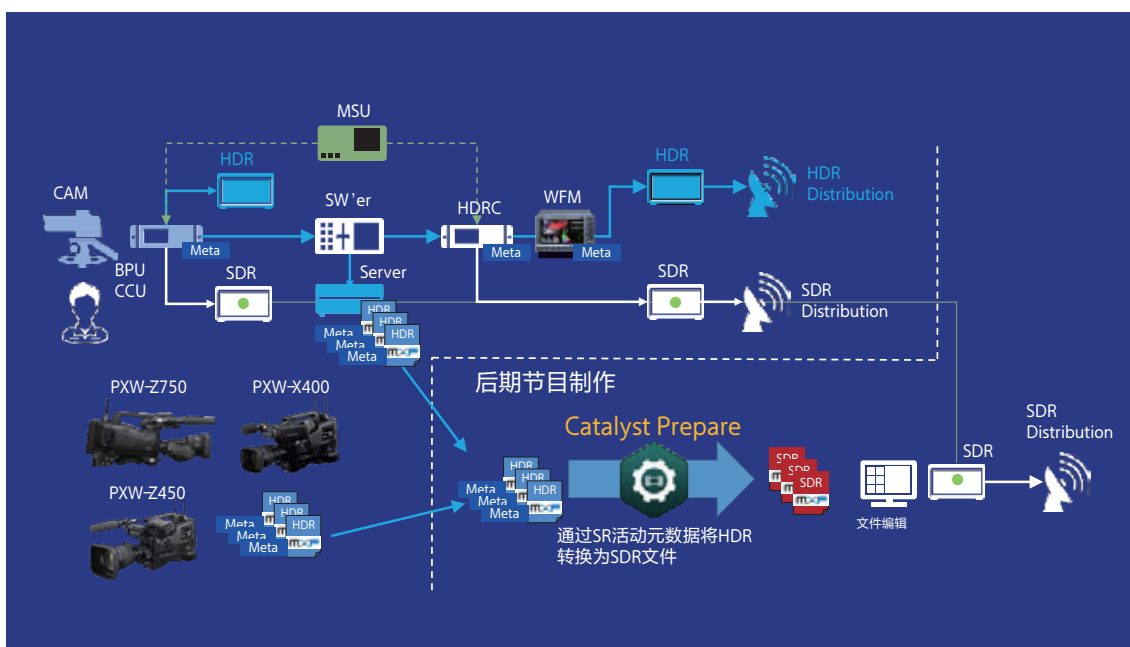 MSU
HDR
HDR
HDR
Distribution
CAM
SW'er
HDRC
WFM
Meta
Meta
Meta
BPU
CCU
SDR
Server
SDR
SDR
Distribution
HDR
HDR
HDR
Meta
Meta
Meta
mxf
后期节目制作
PXW-Z750
PXW-X400
Catalyst Prepare
SDR
Distribution
SDR
PXW-Z450
HDR
HDR
HDR
Meta
Meta
Meta
mxf
HDR
HDR
HDR
Meta
Meta
Meta
mxf
SDR
SDR
SDR
mxf
文件编辑
通过SR活动元数据将HDR
转换为SDR文件